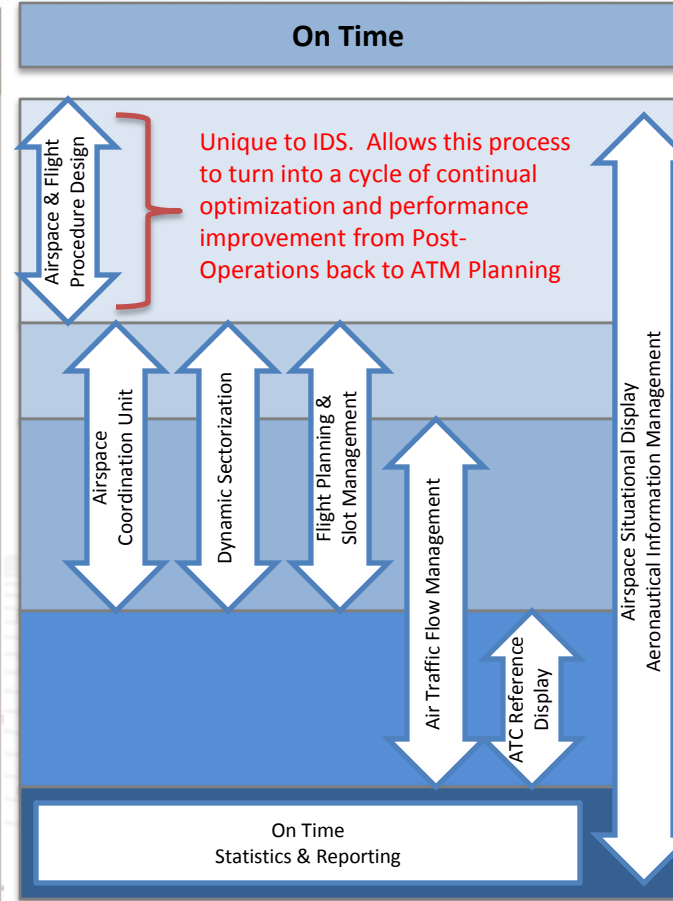 On Time
Airspace & Flight
Procedure Design
Unique to IDS.  Allows this process
to turn into a cycle of continual
optimization and performance
improvement from Post-
Operations back to ATM Planning
Airspace
Coordination Unit
Dynamic Sectorization
Flight Planning &
Slot Management
Air Traffic Flow Management
ATC Reference
Display
Airspace Situational Display
Aeronautical Information Management
On Time
Statistics & Reporting